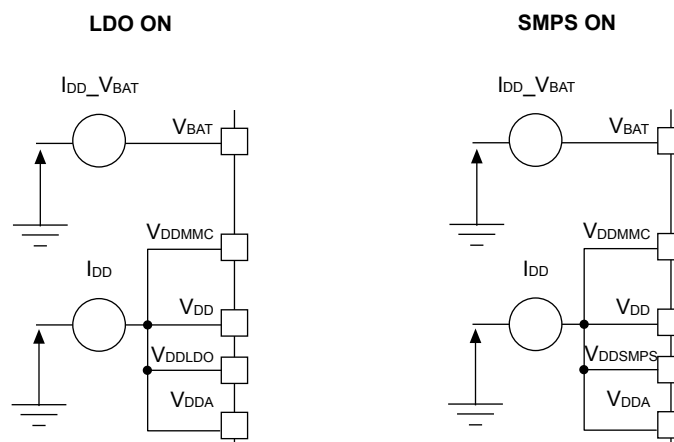 LDO ON
IDD_VBAT
VBAT
VDDMMC
IDD
VDD
VDDLDO
VDDA
SMPS ON
IDD_VBAT
VBAT
VDDMMC
IDD
VDD
VDDSMPS
VDDA